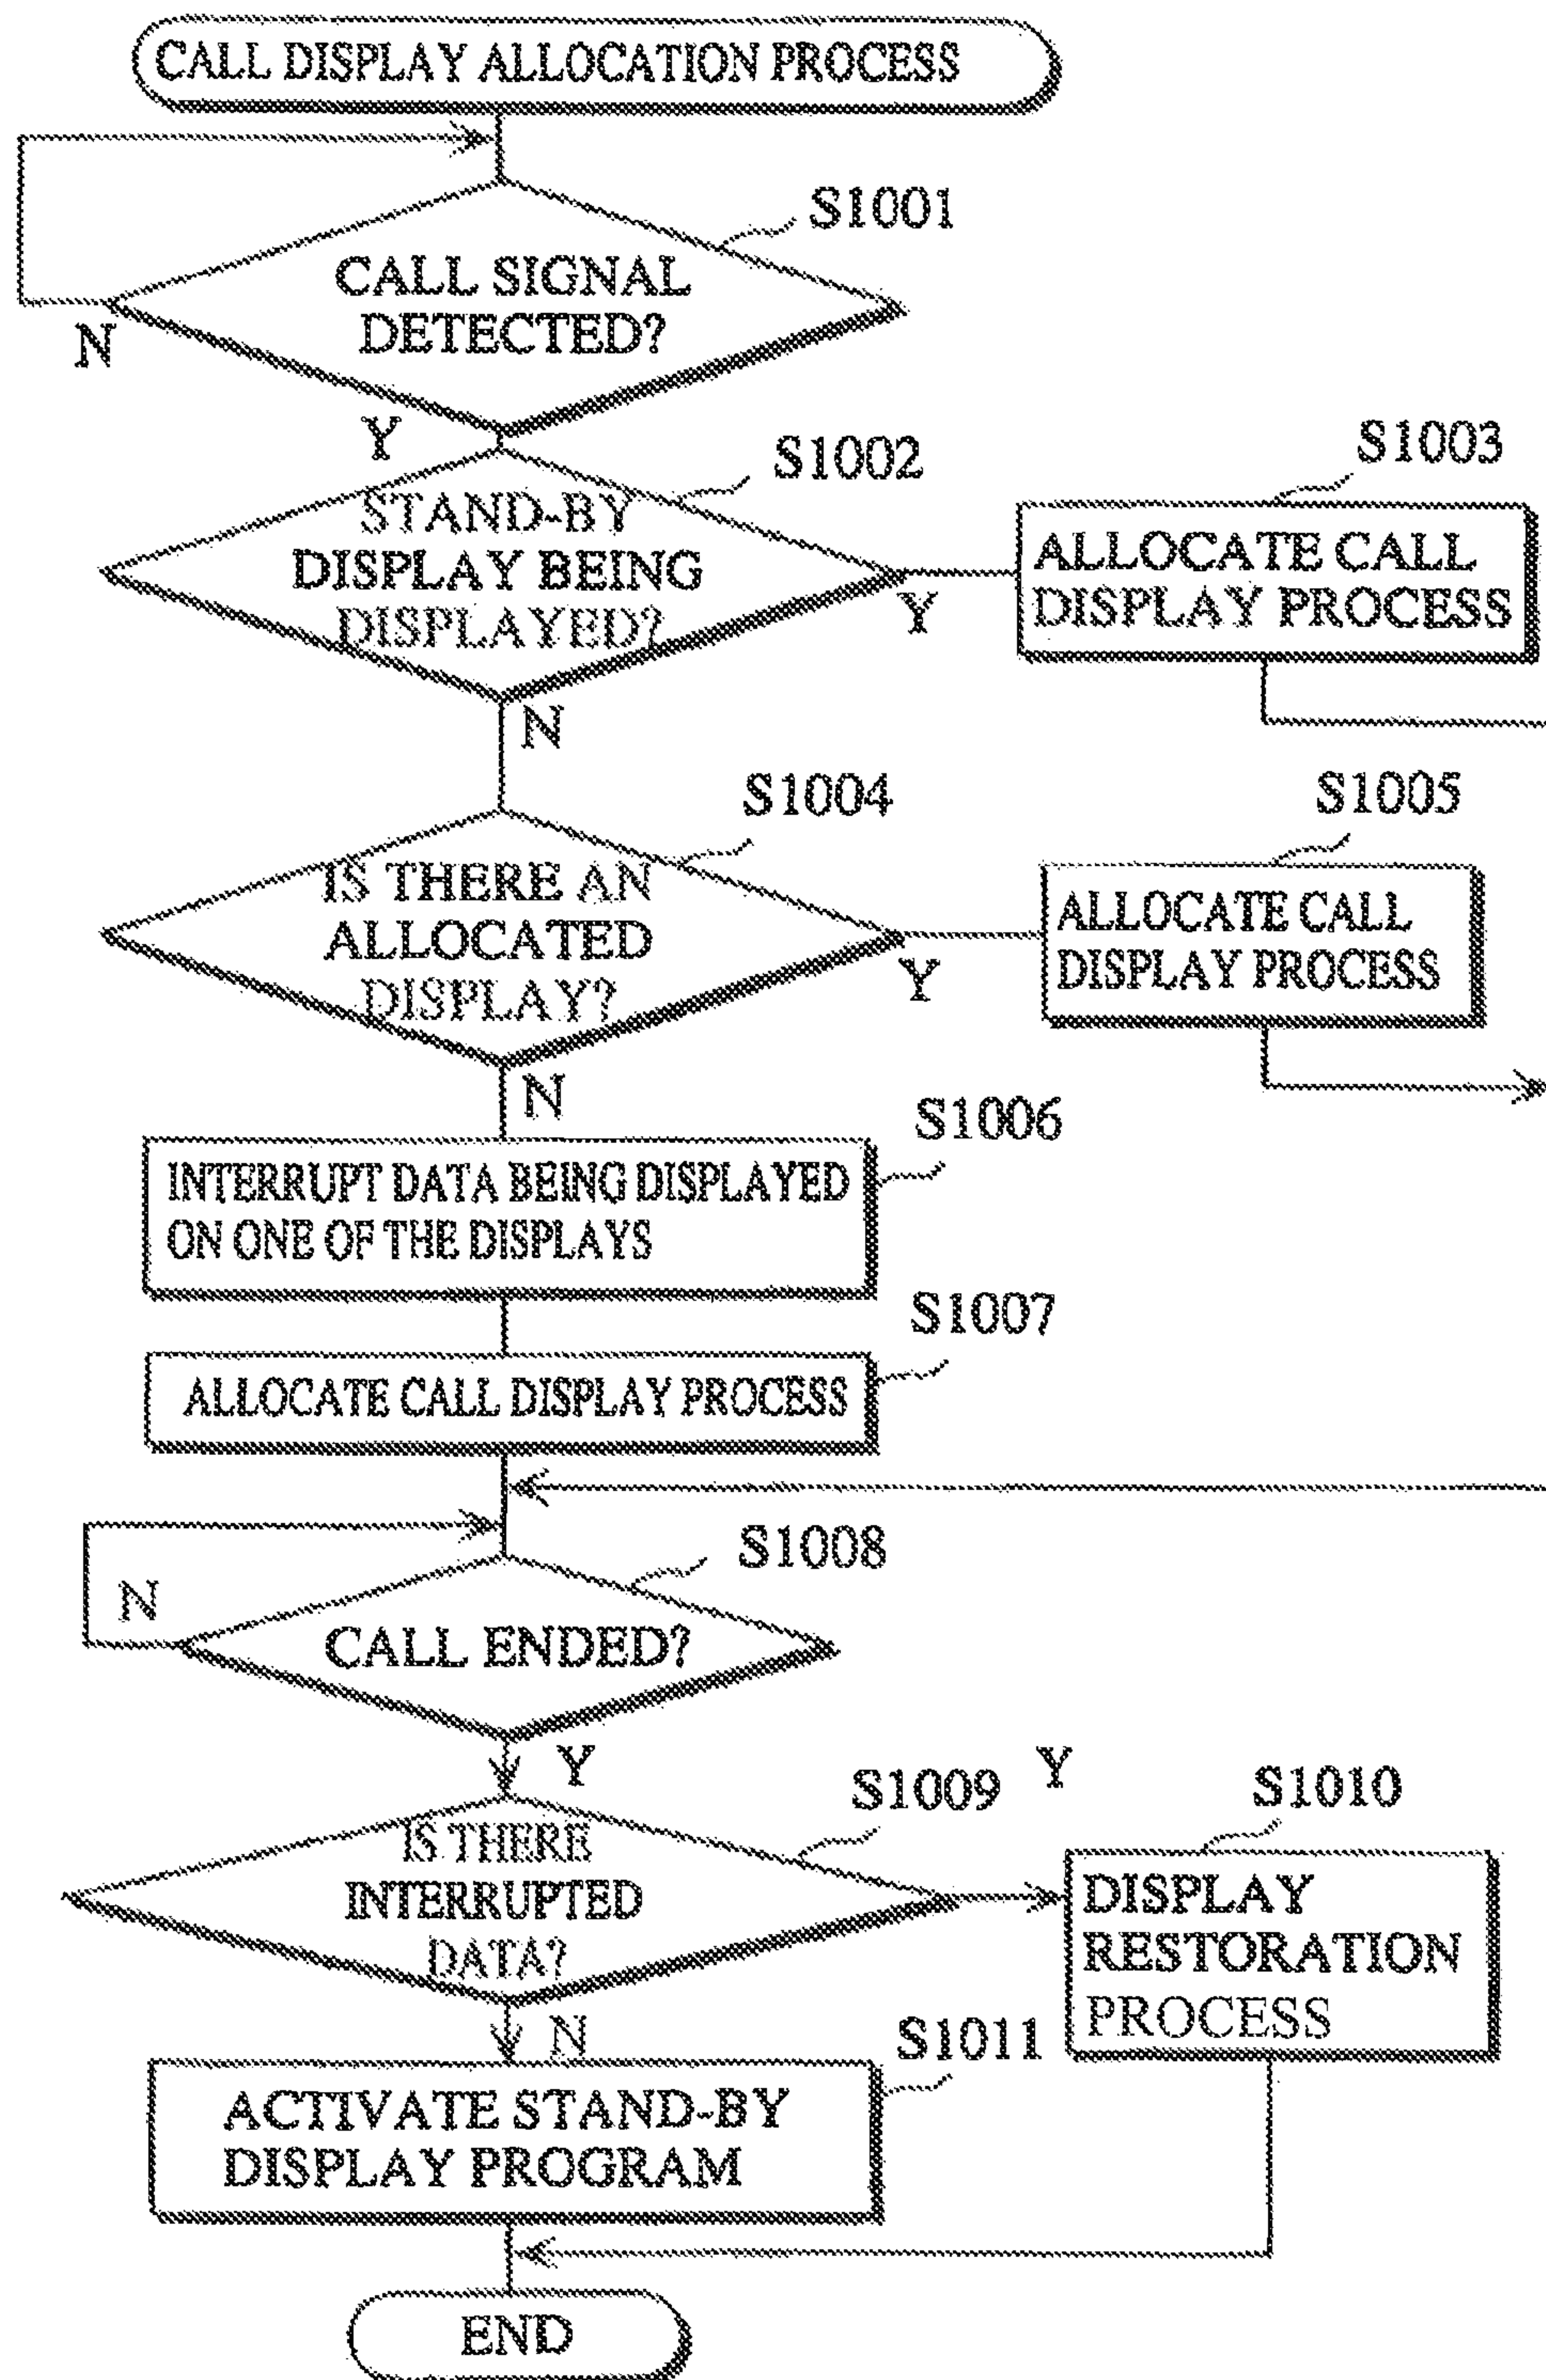 CALL DISPLAY ALLOCATION PROCESS
S1001
CALL SIGNAL
DETECTED?
N
Y
S1002
STAND-BY
DISPLAY BEING
DISPLAYED?
Y
N
S1003
ALLOCATE CALL
DISPLAY PROCESS
S1004
IS THERE AN
ALLOCATED
DISPLAY?
Y
N
S1005
ALLOCATE CALL
DISPLAY PROCESS
S1006
INTERRUPT DATA BEING DISPLAYED
ON ONE OF THE DISPLAYS
S1007
ALLOCATE CALL DISPLAY PROCESS
S1008
N
CALL ENDED?
Y
S1009
Y
IS THERE
INTERRUPTED
DATA?
N
S1010
DISPLAY
RESTORATION
PROCESS
S1011
ACTIVATE STAND-BY
DISPLAY PROGRAM
END